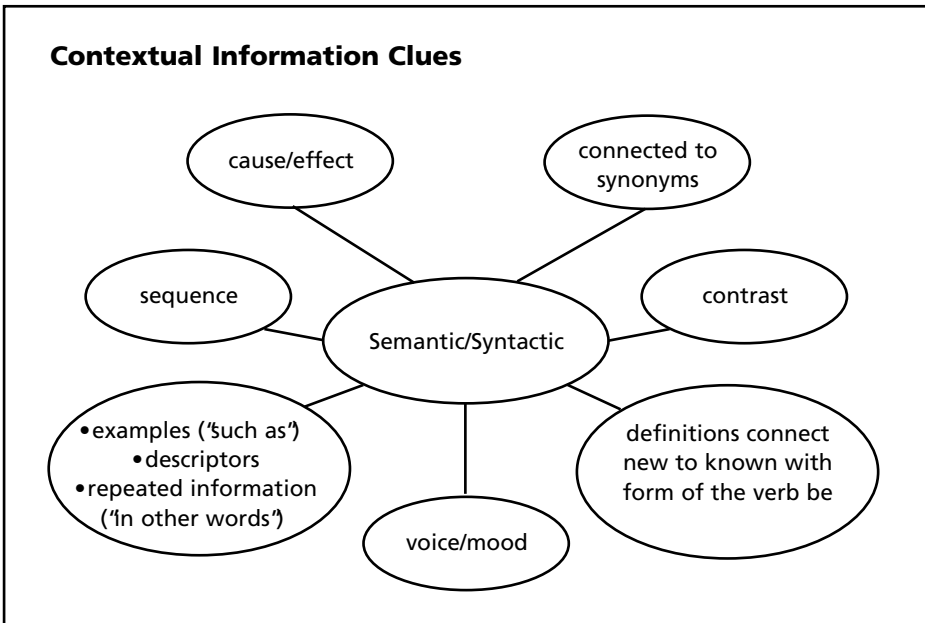 Contextual Information Clues
cause/effect
connected to
synonyms
sequence
contrast
Semantic/Syntactic
•examples (“such as”)
•descriptors
•repeated information
(“in other words”)
definitions connect
new to known with
form of the verb be
voice/mood